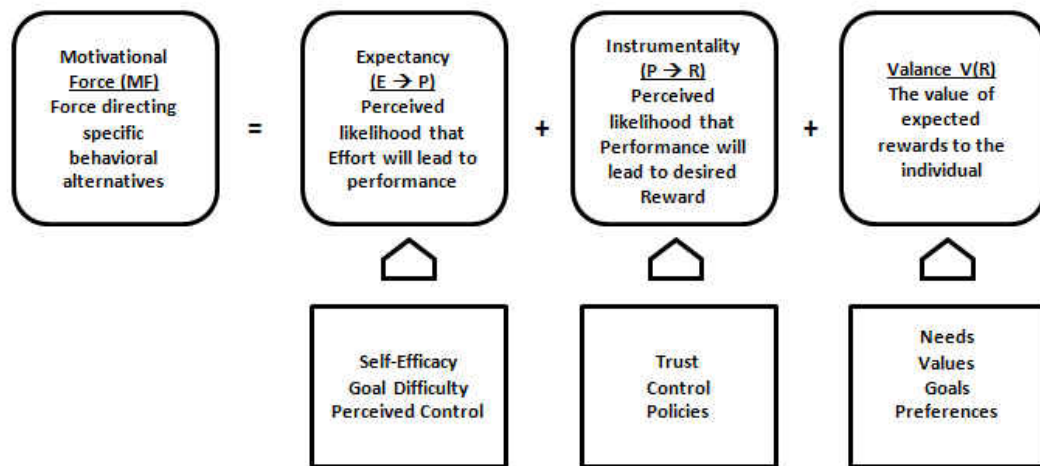 Motivational
Force (MF)
Force directing
specific
behavioral
alternatives
=
Expectancy
(E → P)
Perceived
likelihood that
Effort will lead to
performance
+
Instrumentality
(P → R)
Perceived
likelihood that
Performance will
lead to desired
Reward
+
Valance V(R)
The value of
expected
rewards to the
individual
Self-Efficacy
Goal Difficulty
Perceived Control
Trust
Control
Policies
Needs
Values
Goals
Preferences